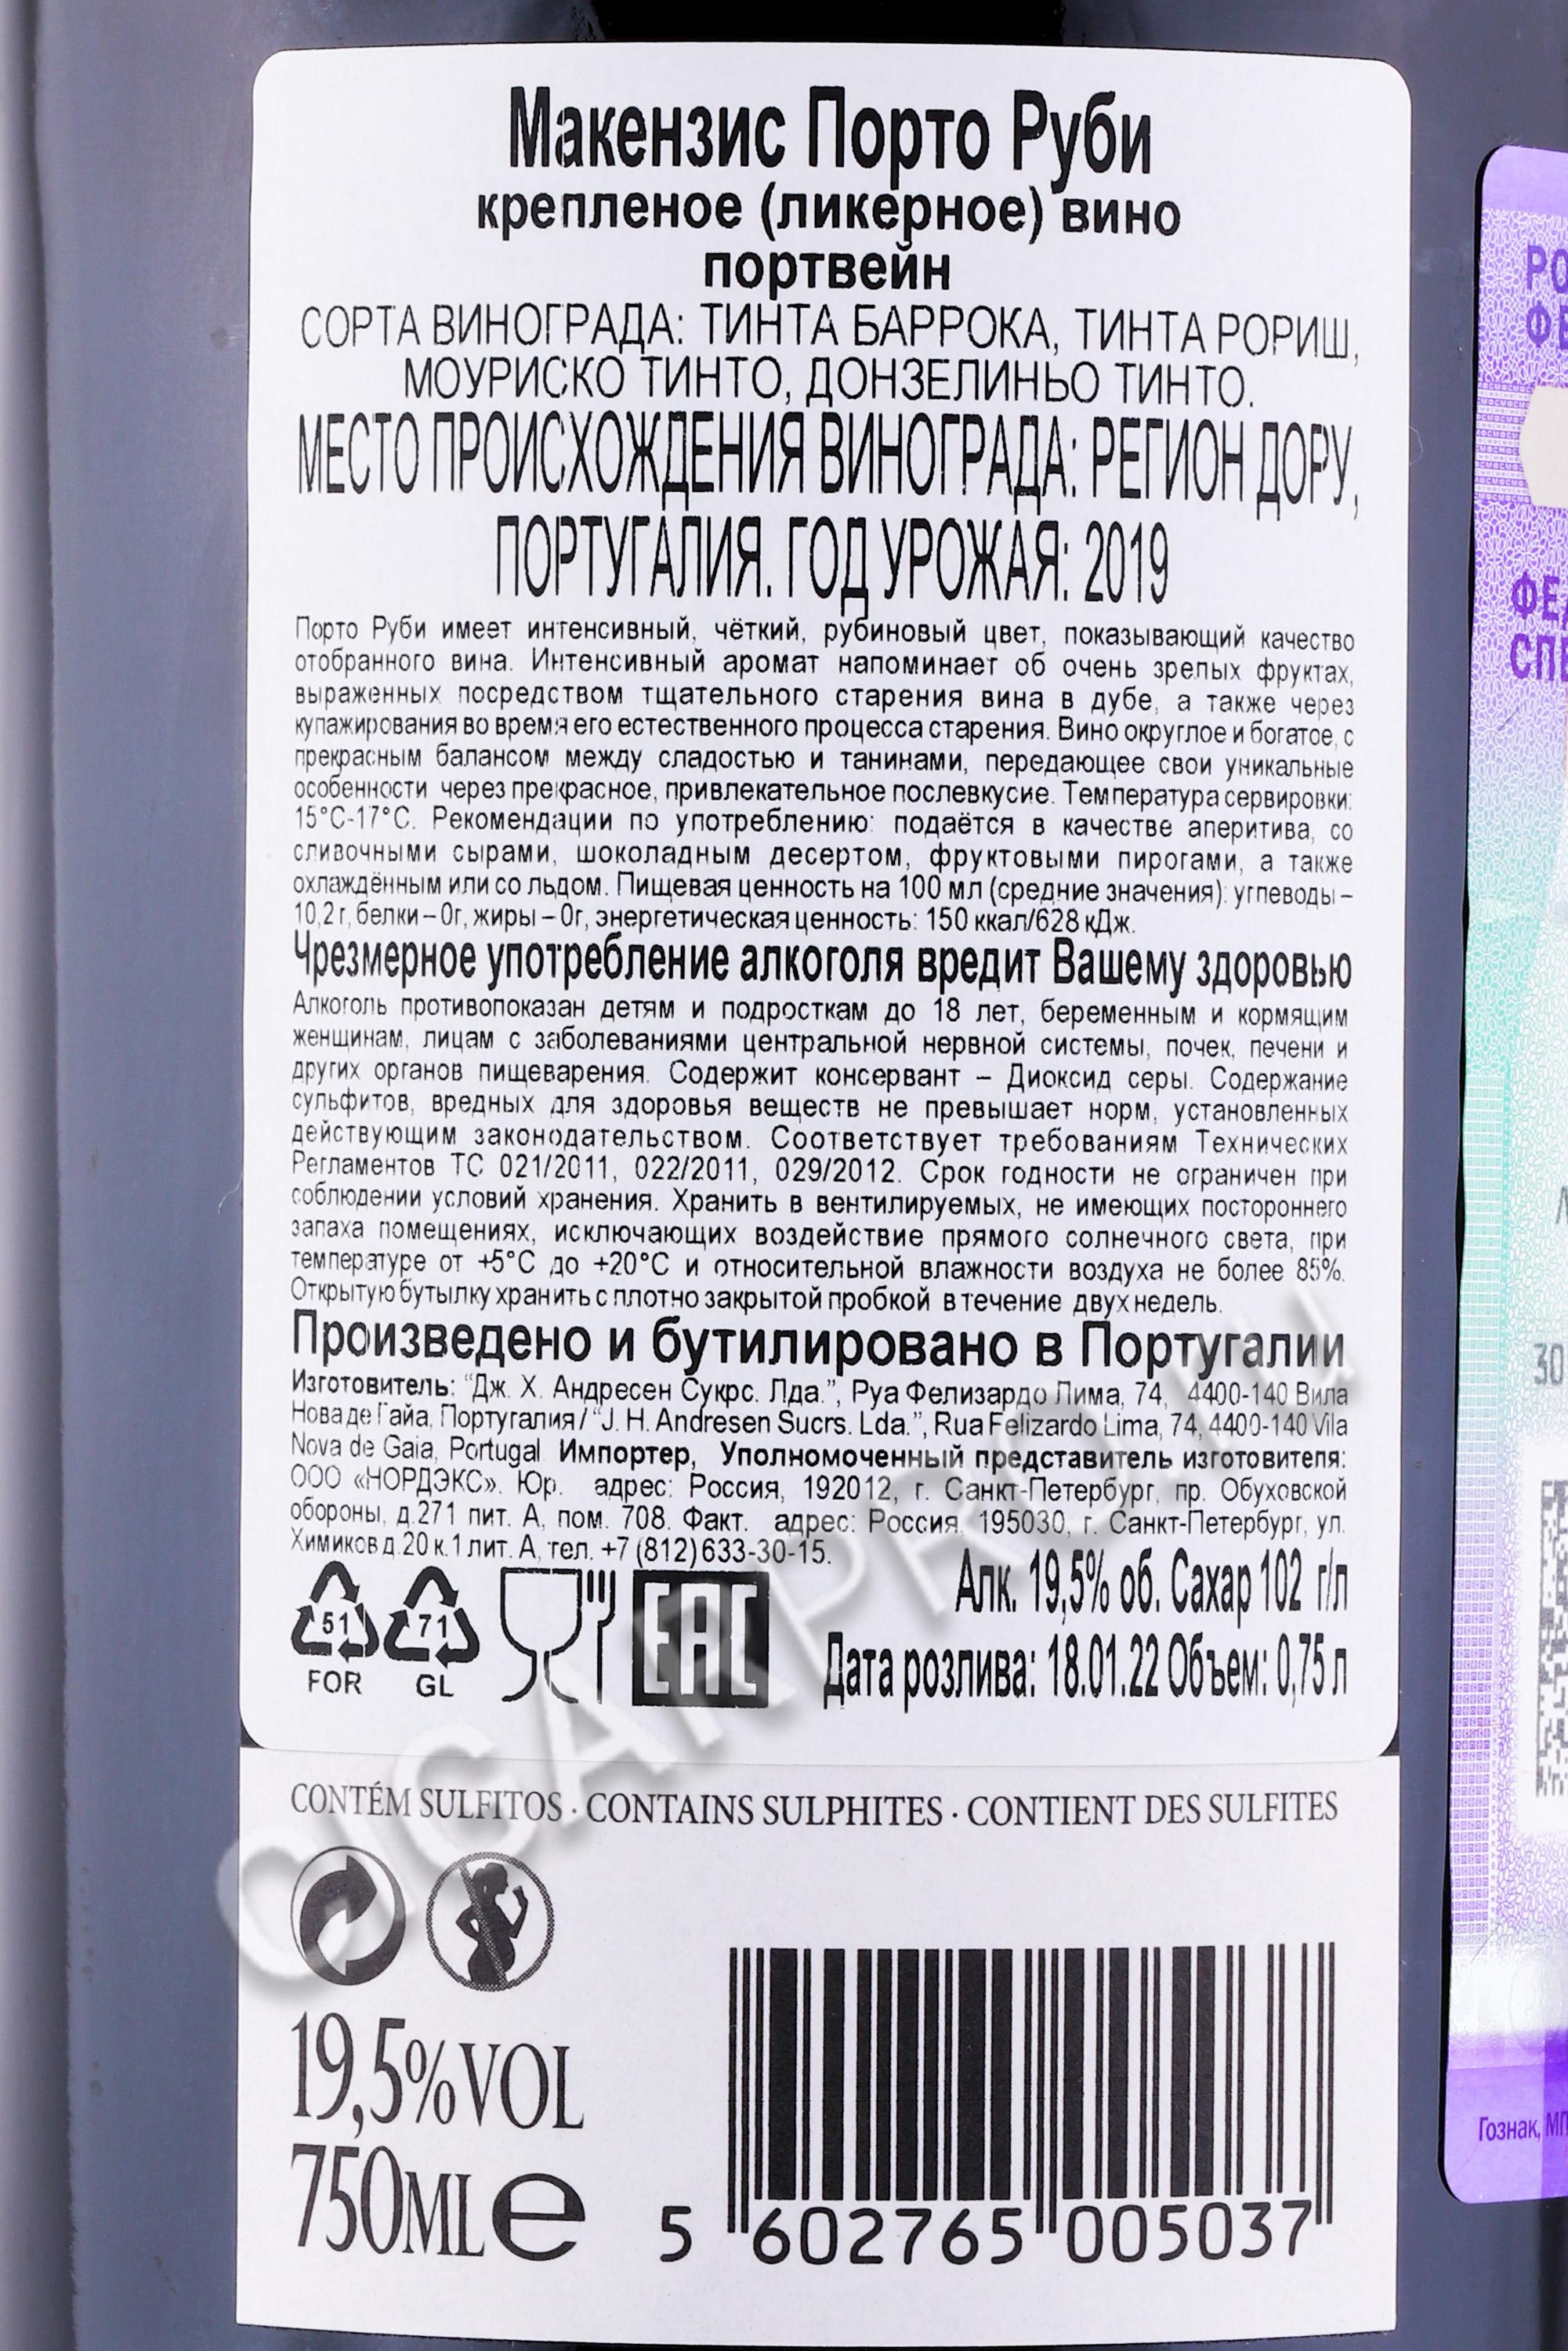 Макензис Порто Руби
крепленое (ликерное) вино
портвейн
СОРТА ВИНОГРАДА: ТИНТА БАРРОКА, ТИНТА РОРИШ,
МОУРИСКО ТИНТО, ДОНЗЕЛИНЬО ТИНТО.
МЕСТО ПРОИСХОЖДЕНИЯ ВИНОГРАДА: РЕГИОН ДОРУ,
ПОРТУГАЛИЯ. ГОД УРОЖАЯ: 2019
Порто Руби имеет интенсивный, чёткий, рубиновый цвет, показывающий качество
отобранного вина. Интенсивный аромат напоминает об очень зрелых фруктах,
выраженных посредством тщательного старения вина в дубе, а также через
купажирования во время его естественного процесса старения. Вино округлое и богатое, с
прекрасным балансом между сладостью и танинами, передающее свои уникальные
особенности через прекрасное, привлекательное послевкусие. Температура сервировки:
15°C-17°C. Рекомендации по употреблению: подаётся в качестве аперитива, со
сливочными сырами, шоколадным десертом, фруктовыми пирогами, а также
охлаждённым или со льдом. Пищевая ценность на 100 мл (средние значения): углеводы –
10,2 г, белки – 0г, жиры – 0г, энергетическая ценность: 150 ккал/628 кДж.
Чрезмерное употребление алкоголя вредит Вашему здоровью
Алкоголь противопоказан детям и подросткам до 18 лет, беременным и кормящим
женщинам, лицам с заболеваниями центральной нервной системы, почек, печени и
других органов пищеварения. Содержит консервант – Диоксид серы. Содержание
сульфитов, вредных для здоровья веществ не превышает норм, установленных
действующим законодательством. Соответствует требованиям Технических
Регламентов ТС 021/2011, 022/2011, 029/2012. Срок годности не ограничен при
соблюдении условий хранения. Хранить в вентилируемых, не имеющих постороннего
запаха помещениях, исключающих воздействие прямого солнечного света, при
температуре от +5°C до +20°C и относительной влажности воздуха не более 85%.
Открытую бутылку хранить с плотно закрытой пробкой в течение двух недель.
Произведено и бутилировано в Португалии
Изготовитель: "Дж. Х. Андресен Сукрс. Лда.", Руа Фелизардо Лима, 74, 4400-140 Вила
Нова де Гайа, Португалия / "J. H. Andresen Sucrs. Lda.", Rua Felizardo Lima, 74, 4400-140 Vila
Nova de Gaia, Portugal Импортер, Уполномоченный представитель изготовителя:
ООО «НОРДЭКС». Юр. адрес: Россия, 192012, г. Санкт-Петербург, пр. Обуховской
обороны, д.271 лит. А, пом. 708. Факт. адрес: Россия, 195030, г. Санкт-Петербург, ул.
Химиков д.20 к.1 лит. А, тел. +7 (812) 633-30-15.
Алк. 19,5% об. Сахар 102 г/л
Дата розлива: 18.01.22 Объем: 0,75 л
51 71
FOR GL
EAC
CONTÉM SULFITOS · CONTAINS SULPHITES · CONTIENT DES SULFITES
19,5%VOL
750ML e
5 602765 005037
РО
ФЕ
ФЕД
СПЕ
30
Гознак, МП